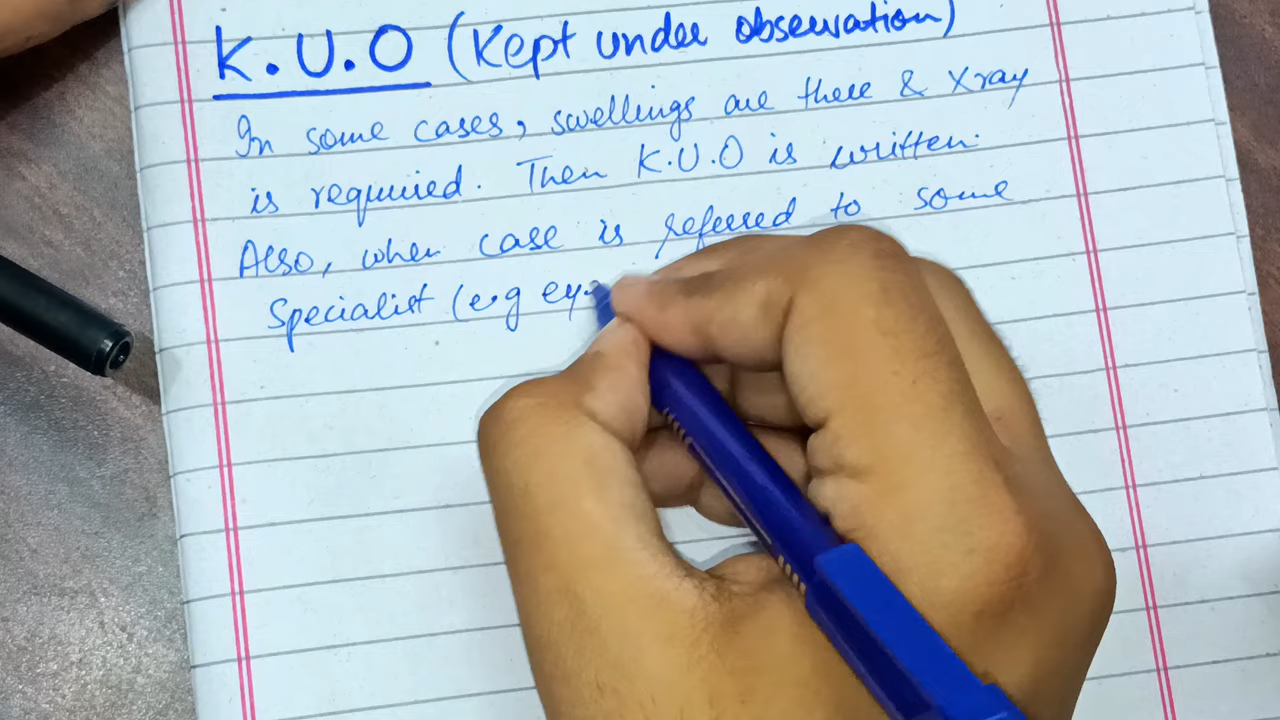 K.U.O (Kept under observation)
In some cases, swellings are there & Xray
is required. Then K.U.O is written.
Also, when case is referred to some
Specialist (e.g eye